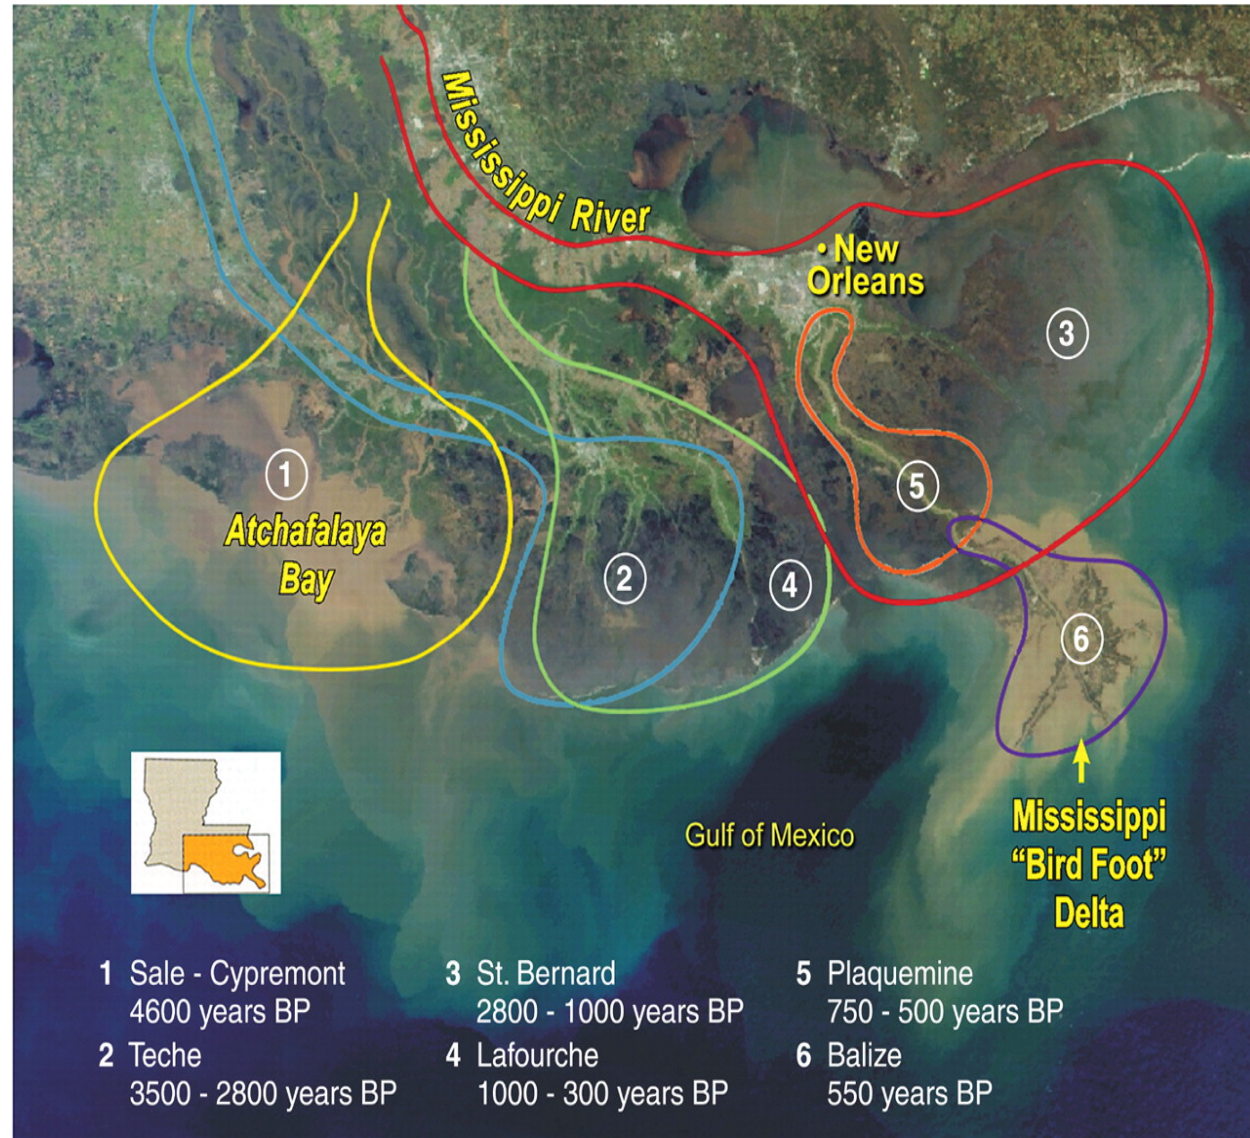 Mississippi River
• New
Orleans
3
1
Atchafalaya
Bay
5
2
4
6
Gulf of Mexico
Mississippi
“Bird Foot”
Delta
1 Sale - Cypremont
4600 years BP
2 Teche
3500 - 2800 years BP
3 St. Bernard
2800 - 1000 years BP
4 Lafourche
1000 - 300 years BP
5 Plaquemine
750 - 500 years BP
6 Balize
550 years BP